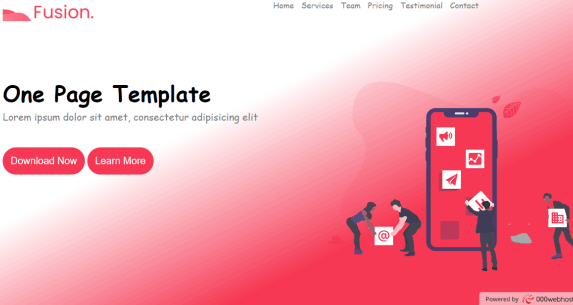 Fusion.
Home Services Team Pricing Testimonial Contact
One Page Template
Lorem ipsum dolor sit amet, consectetur adipisicing elit
Download Now Learn More
@
Powered by 000webhost